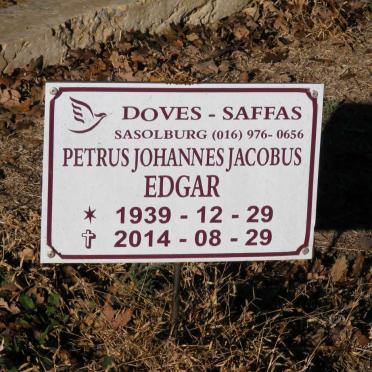 DOVES - SAFFAS
SASOLBURG (016) 976- 0656
PETRUS JOHANNES JACOBUS
EDGAR
1939 - 12 - 29
2014 - 08 - 29